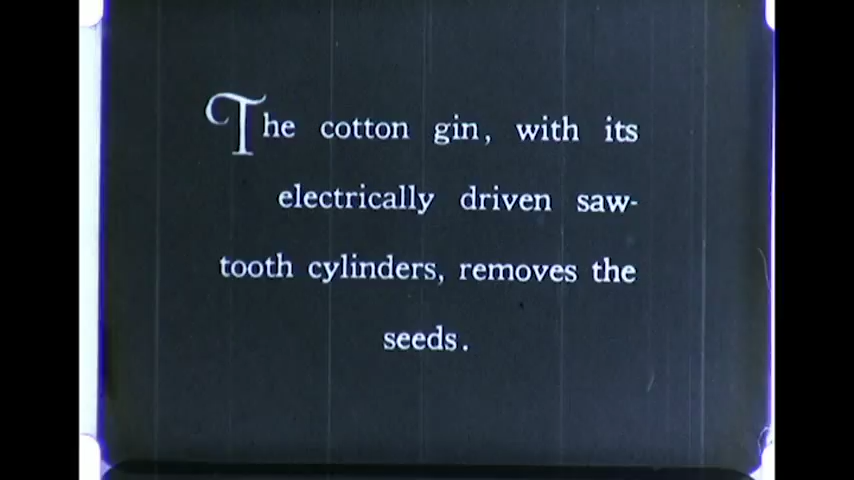 The cotton gin, with its
electrically driven saw-
tooth cylinders, removes the
seeds.